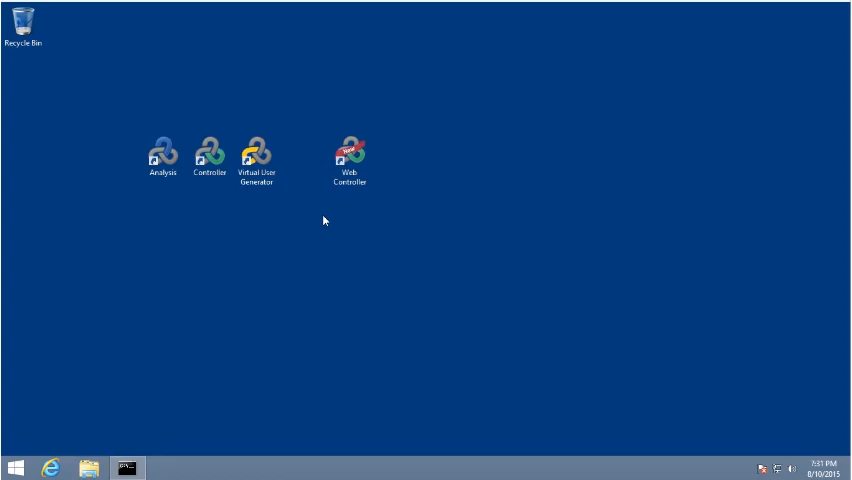 Recycle Bin
Analysis
Controller
Virtual User
Generator
Web
Controller
New
7:31 PM
8/10/2015